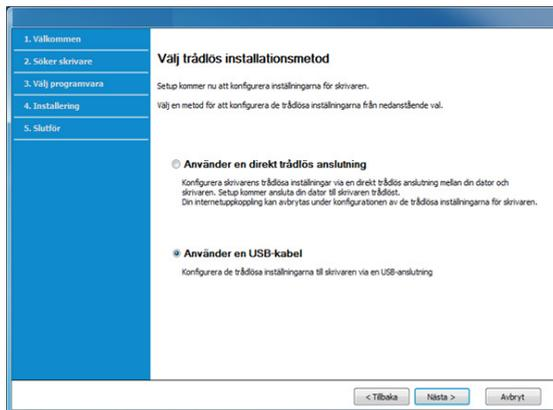 1. Välkommen
2. Söker skrivare
3. Välj programvara
4. Installering
5. Slutför
Välj trådlös installationsmetod
Setup kommer nu att konfigurera inställningarna för skrivaren.
Välj en metod för att konfigurera de trådlösa inställningarna från nedanstående val.
Använder en direkt trådlös anslutning
Konfigurera skrivarens trådlösa inställningar via en direkt trådlös anslutning mellan din dator och
skrivaren. Setup kommer ansluta din dator till skrivaren trådlöst.
Din internetuppkoppling kan avbrytas under konfigurationen av de trådlösa inställningarna för skrivaren.
Använder en USB-kabel
Konfigurera de trådlösa inställningarna till skrivaren via en USB-anslutning
< Tillbaka
Nästa >
Avbryt